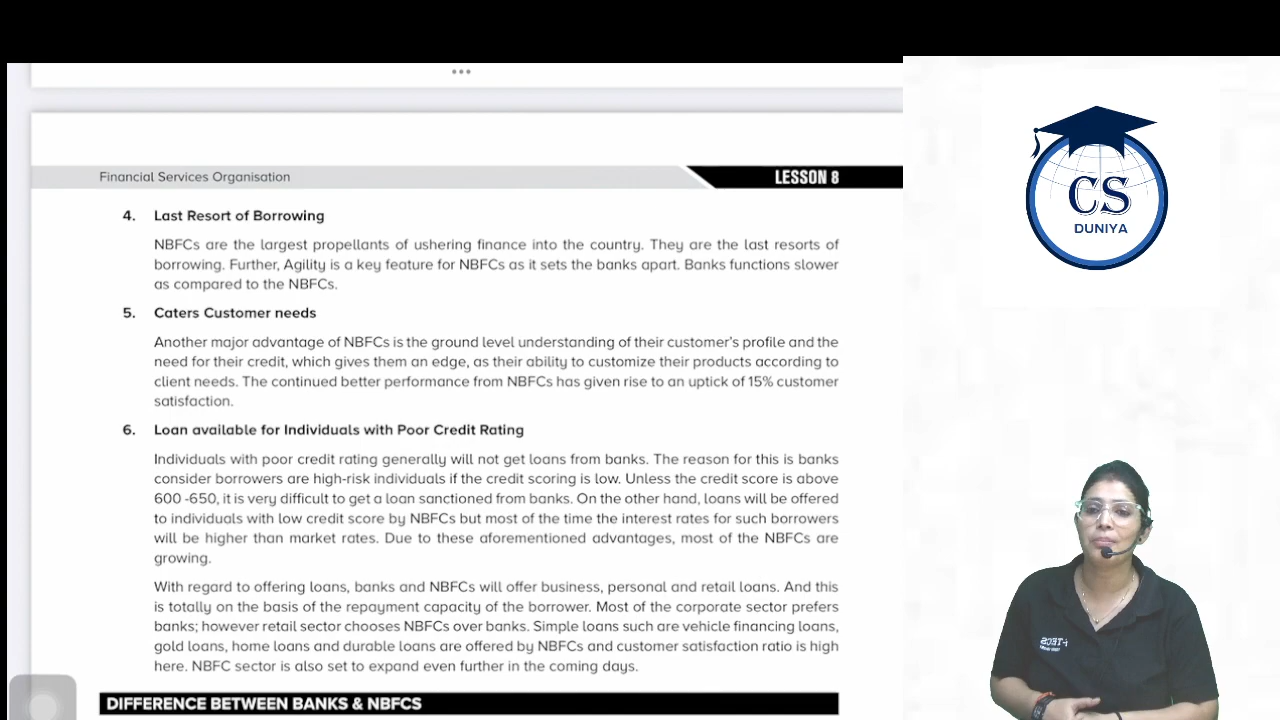 Financial Services Organisation
LESSON 8
4. Last Resort of Borrowing
NBFCs are the largest propellants of ushering finance into the country. They are the last resorts of
borrowing. Further, Agility is a key feature for NBFCs as it sets the banks apart. Banks functions slower
as compared to the NBFCs.
5. Caters Customer needs
Another major advantage of NBFCs is the ground level understanding of their customer's profile and the
need for their credit, which gives them an edge, as their ability to customize their products according to
client needs. The continued better performance from NBFCs has given rise to an uptick of 15% customer
satisfaction.
6. Loan available for Individuals with Poor Credit Rating
Individuals with poor credit rating generally will not get loans from banks. The reason for this is banks
consider borrowers are high-risk individuals if the credit scoring is low. Unless the credit score is above
600 -650, it is very difficult to get a loan sanctioned from banks. On the other hand, loans will be offered
to individuals with low credit score by NBFCs but most of the time the interest rates for such borrowers
will be higher than market rates. Due to these aforementioned advantages, most of the NBFCs are
growing.
With regard to offering loans, banks and NBFCs will offer business, personal and retail loans. And this
is totally on the basis of the repayment capacity of the borrower. Most of the corporate sector prefers
banks; however retail sector chooses NBFCs over banks. Simple loans such are vehicle financing loans,
gold loans, home loans and durable loans are offered by NBFCs and customer satisfaction ratio is high
here. NBFC sector is also set to expand even further in the coming days.
DIFFERENCE BETWEEN BANKS & NBFCS
CS
DUNIYA